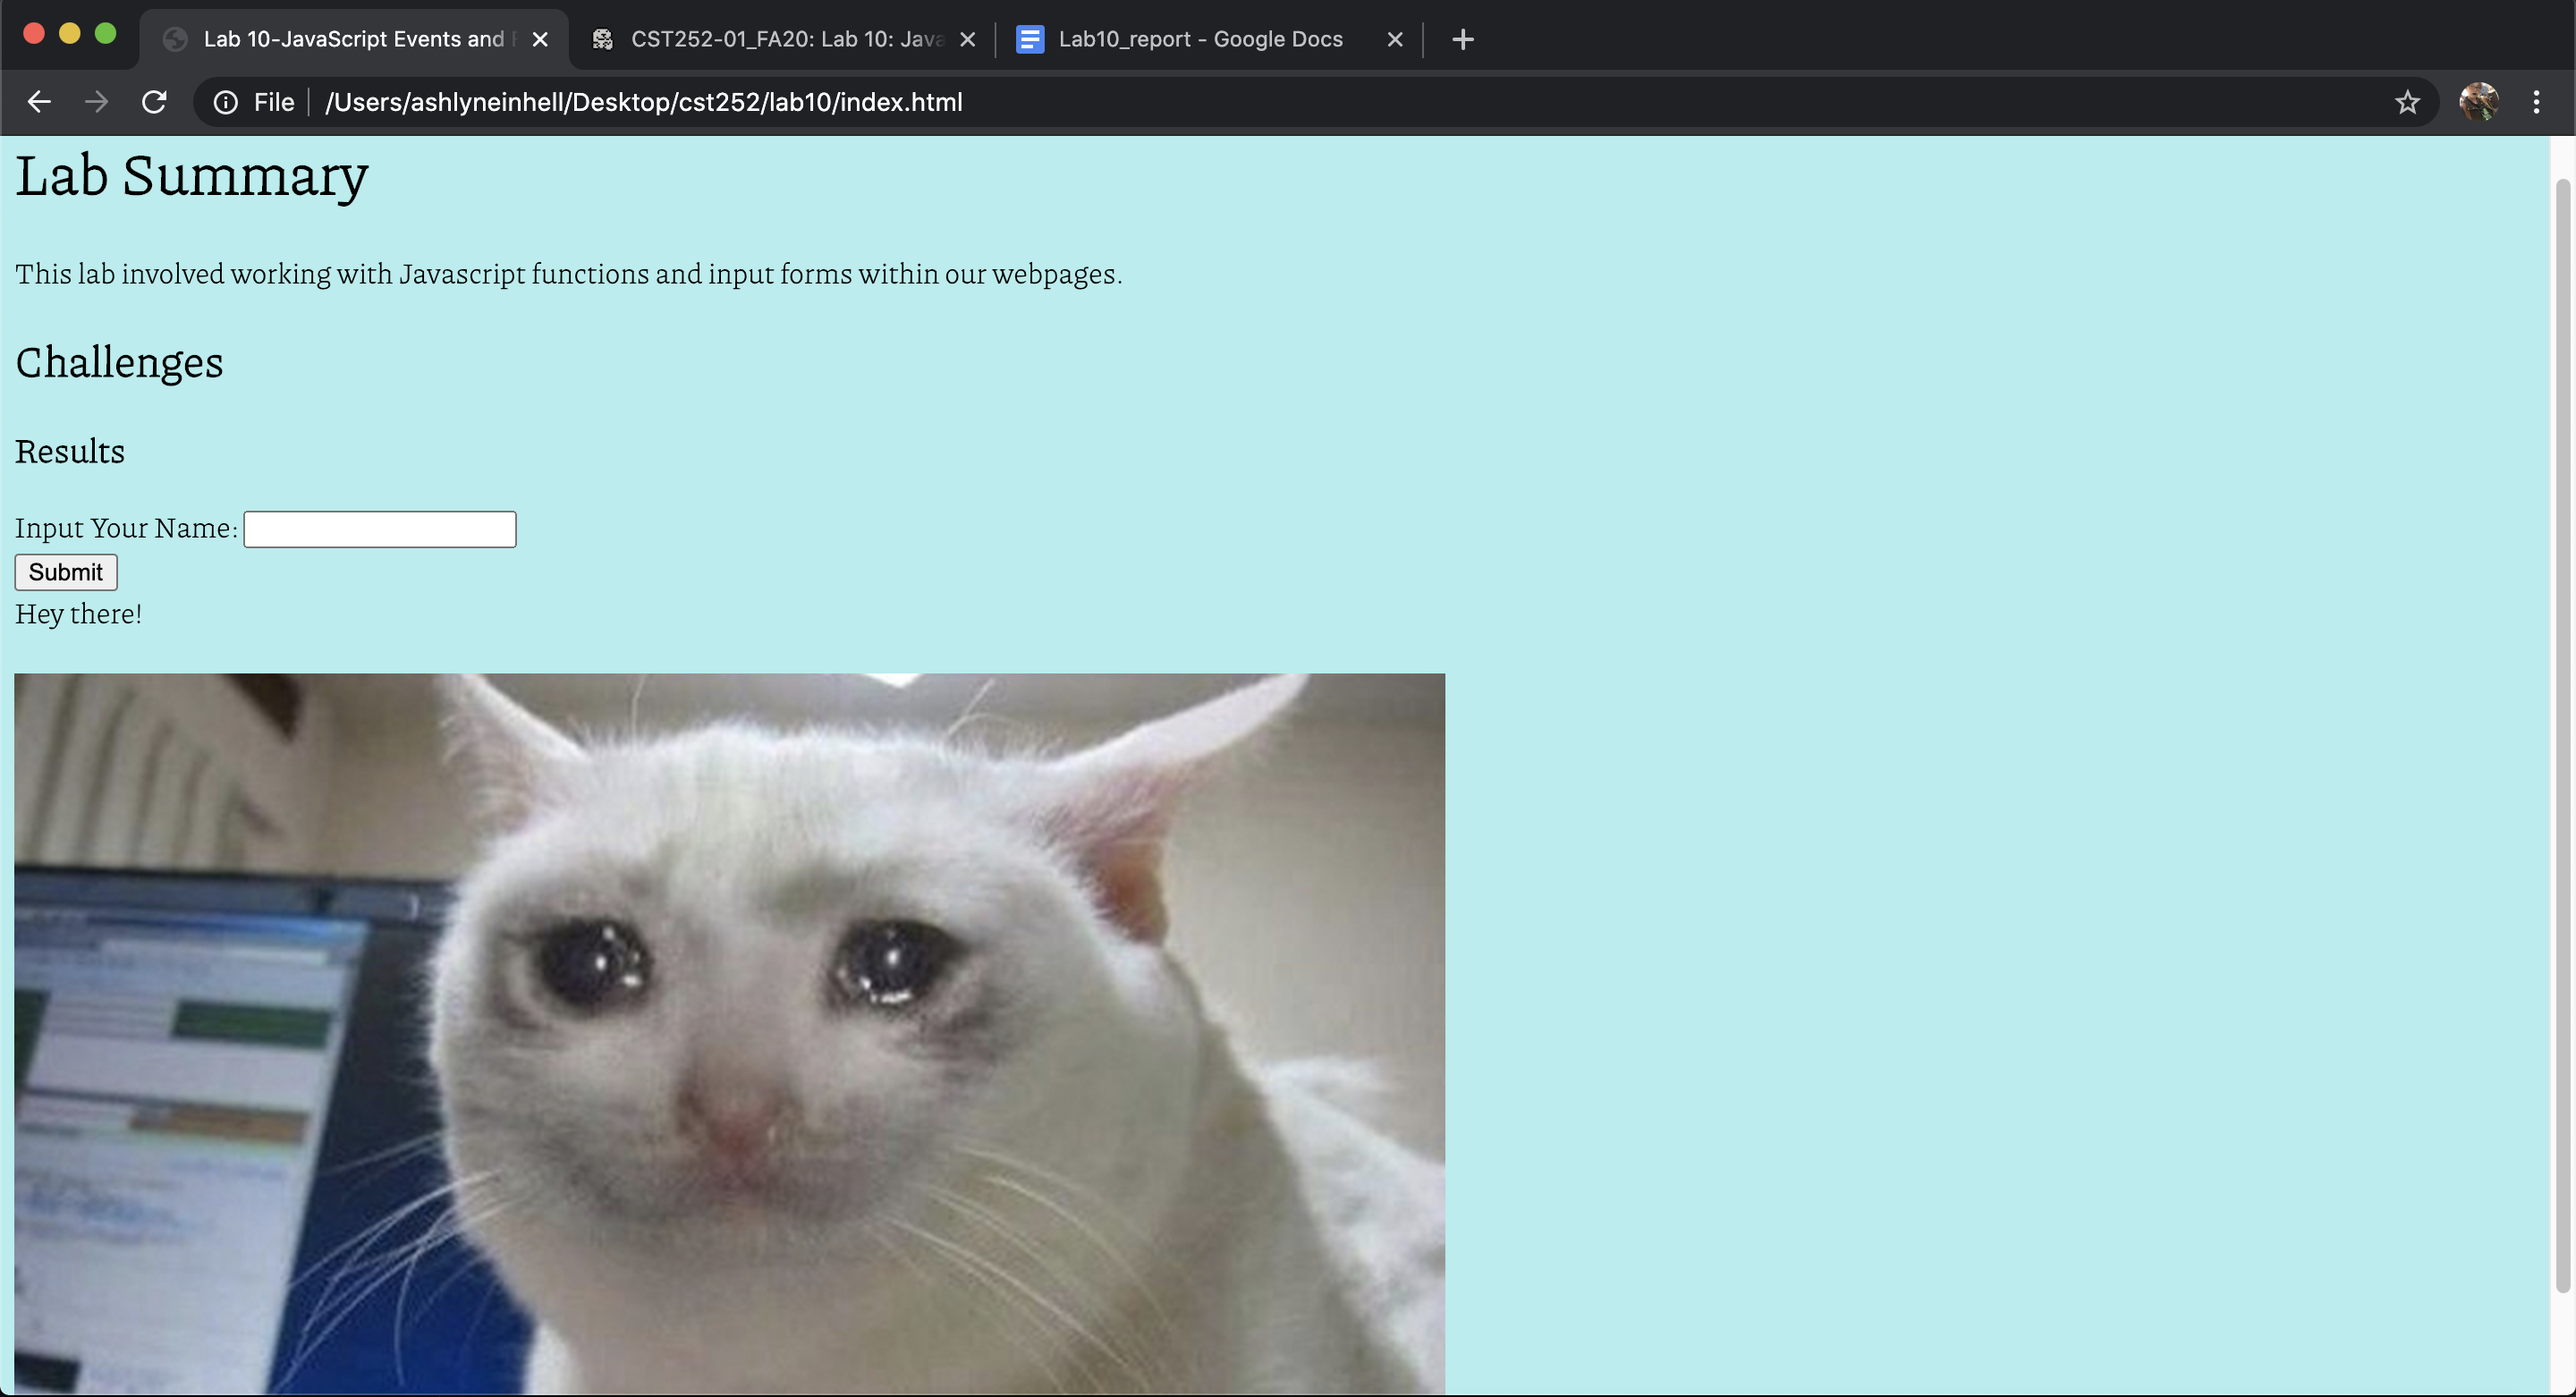 Lab 10-JavaScript Events and
CST252-01_FA20: Lab 10: Java
Lab10_report - Google Docs
File
/Users/ashlyneinhell/Desktop/cst252/lab10/index.html
Lab Summary
This lab involved working with Javascript functions and input forms within our webpages.
Challenges
Results
Input Your Name:
Submit
Hey there!